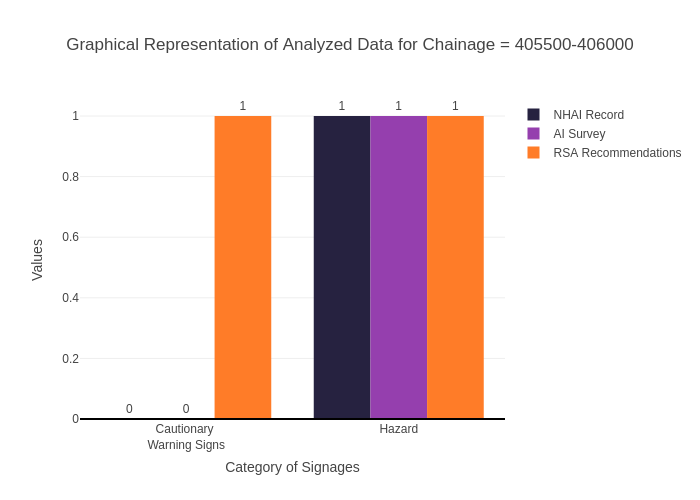 Graphical Representation of Analyzed Data for Chainage = 405500-406000
1
1
1
1
NHAI Record
AI Survey
RSA Recommendations
1
0.8
0.6
0.4
0.2
0
0
0
Values
Cautionary
Warning Signs
Hazard
Category of Signages